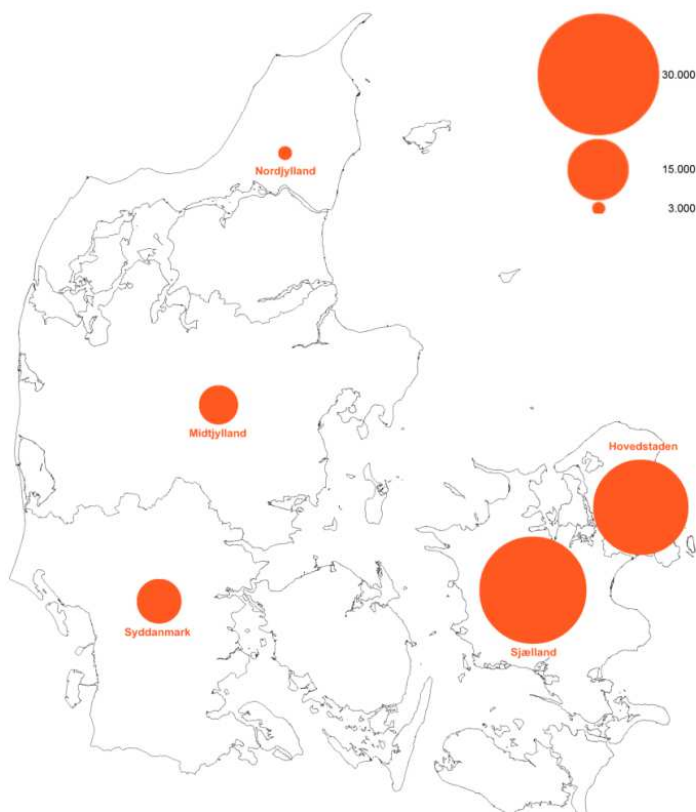 30.000
Nordjylland
15.000
3.000
Midtjylland
Hovedstaden
Syddanmark
Sjælland